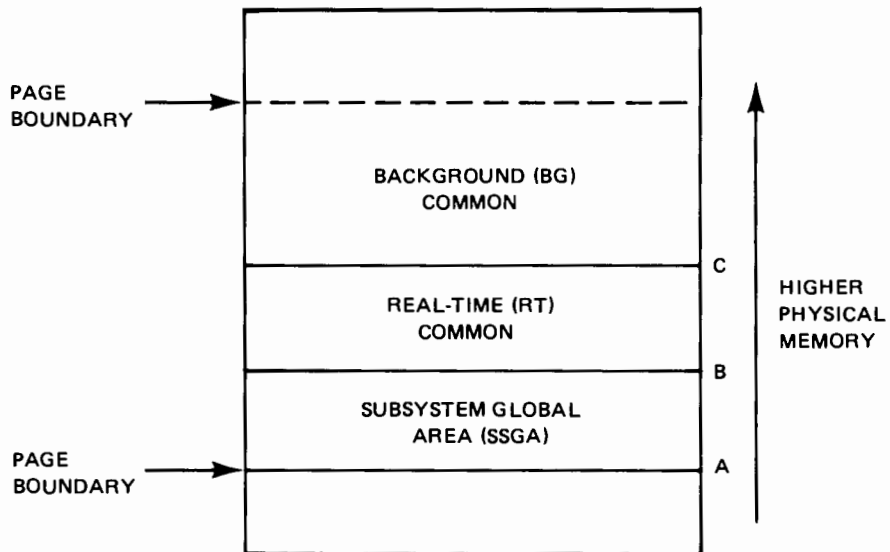 PAGE
BOUNDARY
BACKGROUND (BG)
COMMON
C
REAL-TIME (RT)
COMMON
HIGHER
PHYSICAL
MEMORY
B
SUBSYSTEM GLOBAL
AREA (SSGA)
PAGE
BOUNDARY
A